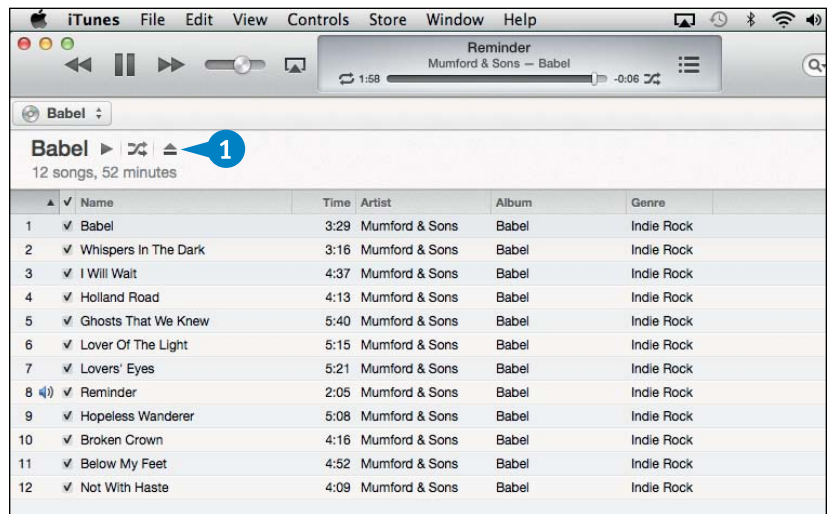 iTunes File Edit View Controls Store Window Help
Reminder
Mumford & Sons — Babel
1:58 -0:06
Babel
Babel 1
12 songs, 52 minutes
Name Time Artist Album Genre
1 Babel 3:29 Mumford & Sons Babel Indie Rock
2 Whispers In The Dark 3:16 Mumford & Sons Babel Indie Rock
3 I Will Wait 4:37 Mumford & Sons Babel Indie Rock
4 Holland Road 4:13 Mumford & Sons Babel Indie Rock
5 Ghosts That We Knew 5:40 Mumford & Sons Babel Indie Rock
6 Lover Of The Light 5:15 Mumford & Sons Babel Indie Rock
7 Lovers' Eyes 5:21 Mumford & Sons Babel Indie Rock
8 Reminder 2:05 Mumford & Sons Babel Indie Rock
9 Hopeless Wanderer 5:08 Mumford & Sons Babel Indie Rock
10 Broken Crown 4:16 Mumford & Sons Babel Indie Rock
11 Below My Feet 4:52 Mumford & Sons Babel Indie Rock
12 Not With Haste 4:09 Mumford & Sons Babel Indie Rock